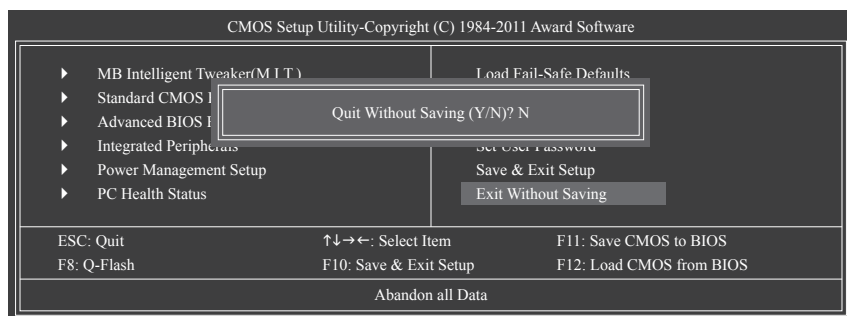 CMOS Setup Utility-Copyright (C) 1984-2011 Award Software
MB Intelligent Tweaker(M.I.T.)
Standard CMOS
Advanced BIOS
Integrated Peripherals
Power Management Setup
PC Health Status
Load Fail-Safe Defaults
Set User Password
Save & Exit Setup
Exit Without Saving
Quit Without Saving (Y/N)? N
ESC: Quit ↑↓→←: Select Item F11: Save CMOS to BIOS
F8: Q-Flash F10: Save & Exit Setup F12: Load CMOS from BIOS
Abandon all Data